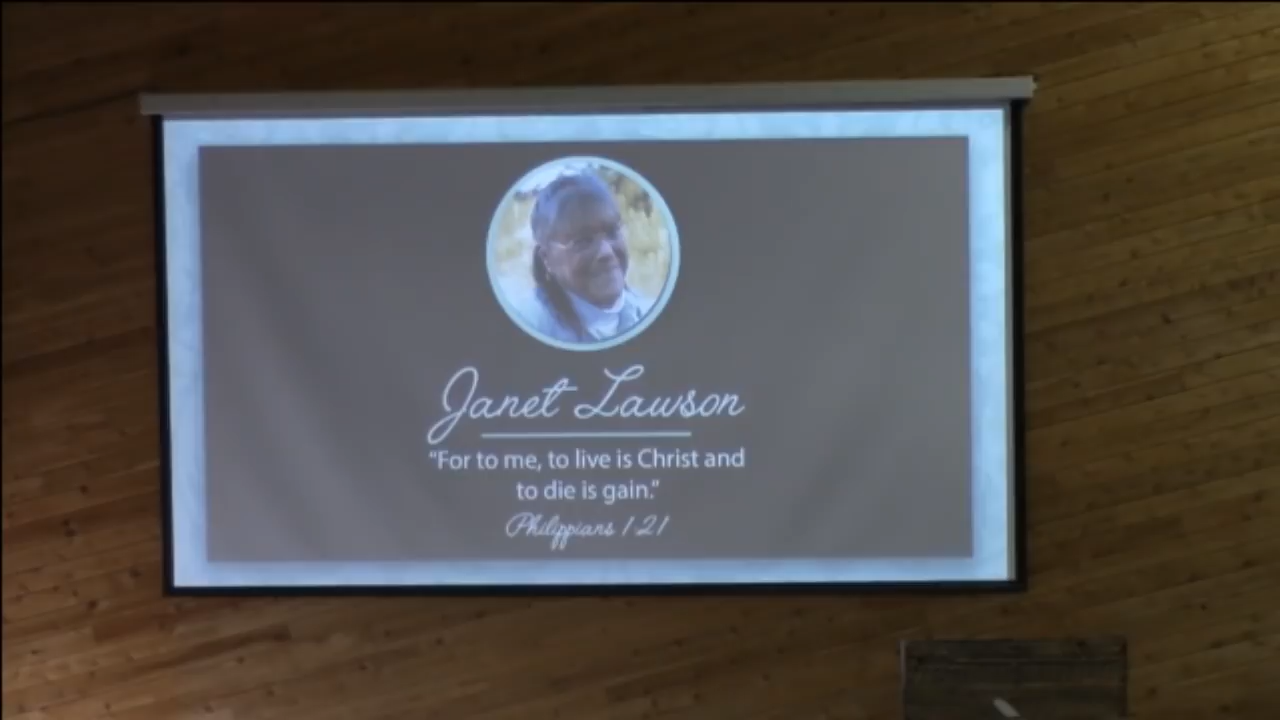 Janet Lawson
“For to me, to live is Christ and
to die is gain.”
Philippians 1:21